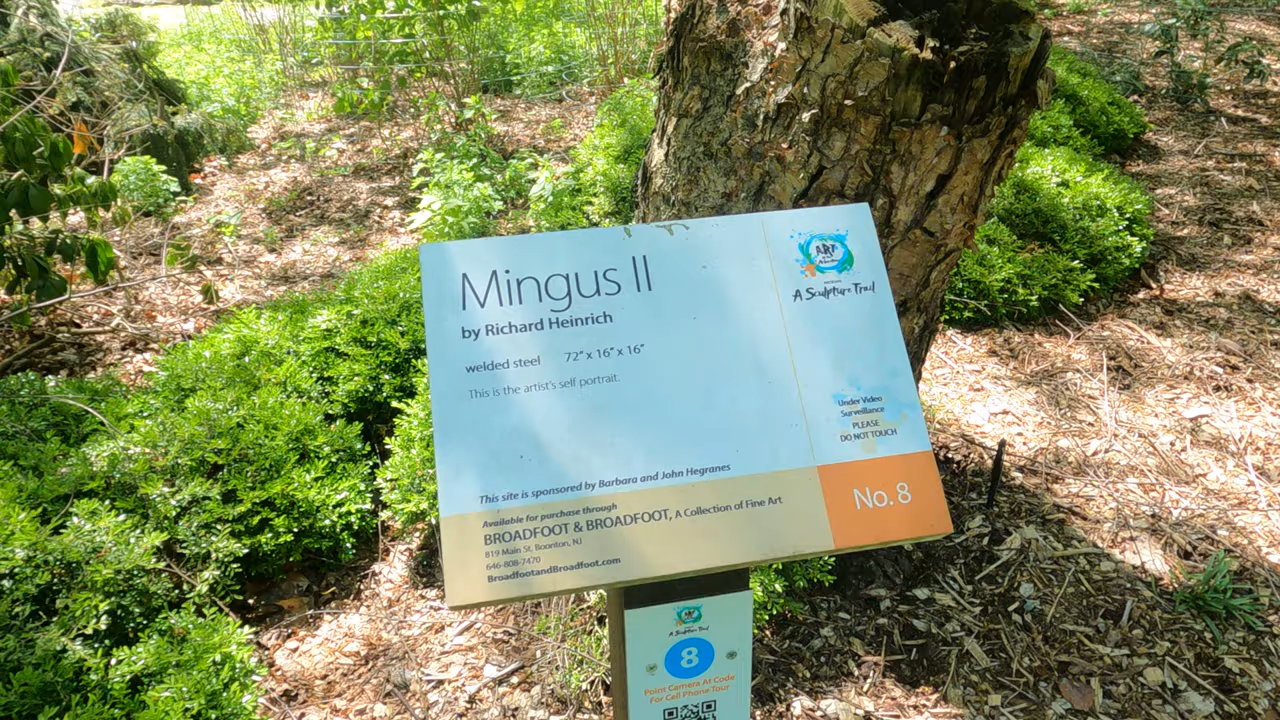 Mingus II
by Richard Heinrich
welded steel 72" x 16" x 16"
This is the artist's self portrait.
This site is sponsored by Barbara and John Hegranes
Available for purchase through
BROADFOOT & BROADFOOT, A Collection of Fine Art
819 Main St, Boonton, NJ
646-808-7470
BroadfootandBroadfoot.com
ART
A Sculpture Trail
Under Video
Surveillance
PLEASE
DO NOT TOUCH
No. 8
A Sculpture Trail
8
Point Camera At Code
For Cell Phone Tour